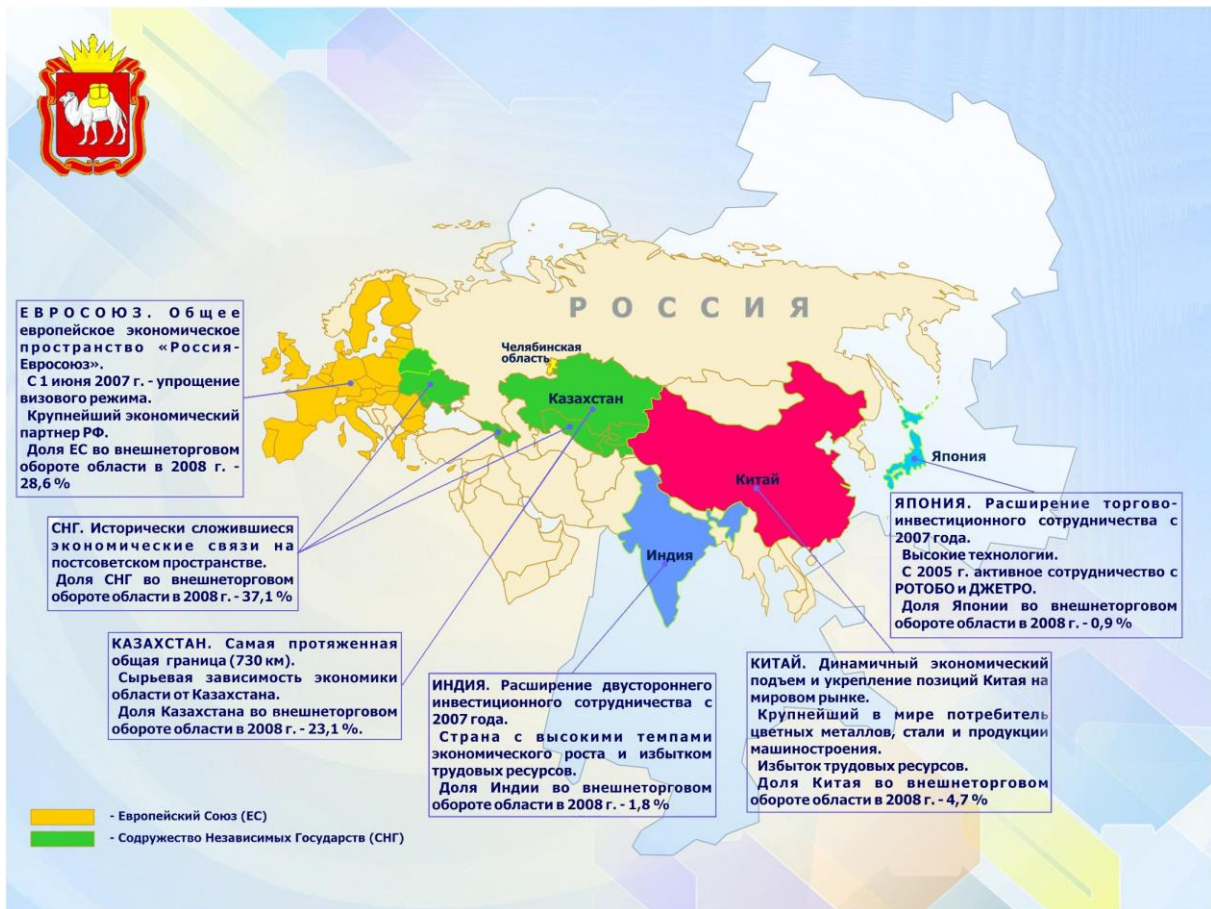 РОССИЯ
Челябинская
область
Казахстан
Китай
Индия
Япония
ЕВРОСОЮЗ. Общее
европейское экономическое
пространство «Россия-
Евросоюз».
С 1 июня 2007 г. - упрощение
визового режима.
Крупнейший экономический
партнер РФ.
Доля ЕС во внешнеторговом
обороте области в 2008 г. -
28,6 %
СНГ. Исторически сложившиеся
экономические связи на
постсоветском пространстве.
Доля СНГ во внешнеторговом
обороте области в 2008 г. - 37,1 %
КАЗАХСТАН. Самая протяженная
общая граница (730 км).
Сырьевая зависимость экономики
области от Казахстана.
Доля Казахстана во внешнеторговом
обороте области в 2008 г. - 23,1 %.
ИНДИЯ. Расширение двустороннего
инвестиционного сотрудничества с
2007 года.
Страна с высокими темпами
экономического роста и избытком
трудовых ресурсов.
Доля Индии во внешнеторговом
обороте области в 2008 г. - 1,8 %
КИТАЙ. Динамичный экономический
подъем и укрепление позиций Китая на
мировом рынке.
Крупнейший в мире потребитель
цветных металлов, стали и продукции
машиностроения.
Избыток трудовых ресурсов.
Доля Китая во внешнеторговом
обороте области в 2008 г. - 4,7 %
ЯПОНИЯ. Расширение торгово-
инвестиционного сотрудничества с
2007 года.
Высокие технологии.
С 2005 г. активное сотрудничество с
РОТОБО и ДЖЕТРО.
Доля Японии во внешнеторговом
обороте области в 2008 г. - 0,9 %
- Европейский Союз (ЕС)
- Содружество Независимых Государств (СНГ)